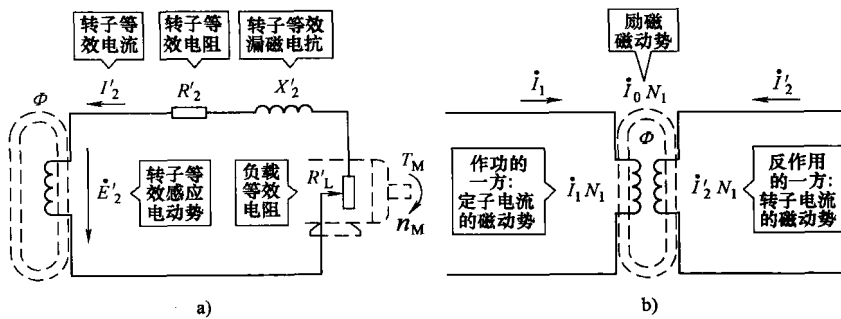 转子等
效电流
转子等
效电阻
转子等效
漏磁电抗
I′₂
R′₂
X′₂
Φ
Ė′₂
转子等
效感应
电动势
负载
等效
电阻
R′L
TM
nM
a)
励磁
磁动势
İ₁
İ₀N₁
İ′₂
Φ
作功的
一方：
定子电流
的磁动势
İ₁N₁
İ′₂N₁
反作用
的一方：
转子电流
的磁动势
b)